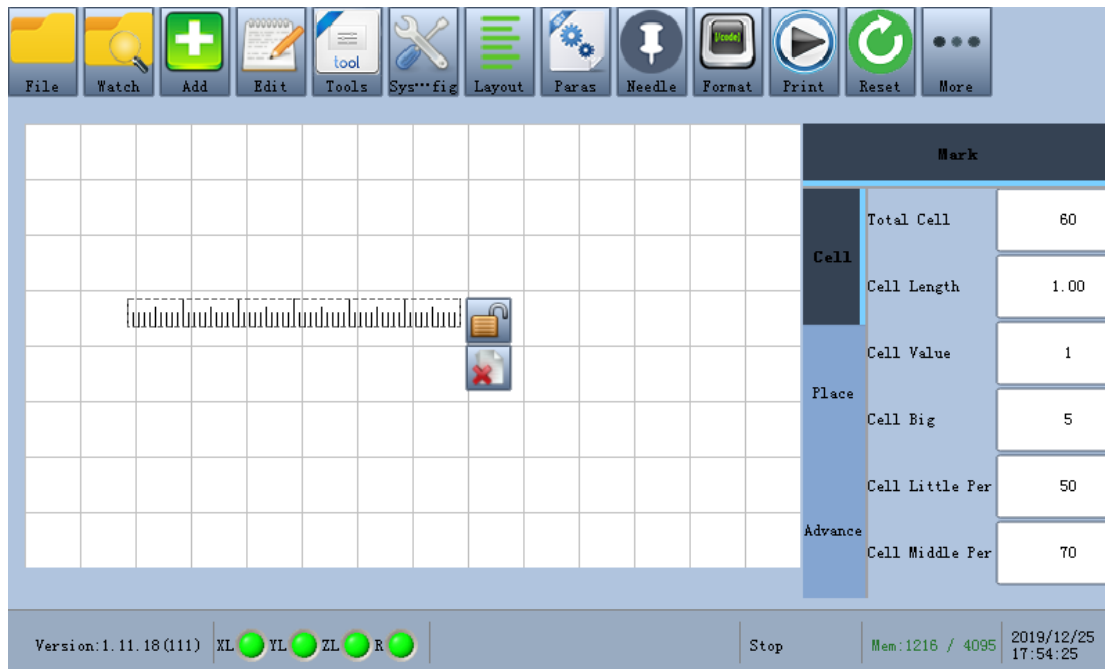 tool
[/code]
File Watch Add Edit Tools Sys···fig Layout Paras Needle Format Print Reset More
Mark
Cell
Place
Advance
Total Cell 60
Cell Length 1.00
Cell Value 1
Cell Big 5
Cell Little Per 50
Cell Middle Per 70
Version:1.11.18(111) XL YL ZL R Stop Mem:1216 / 4095 2019/12/25
17:54:25